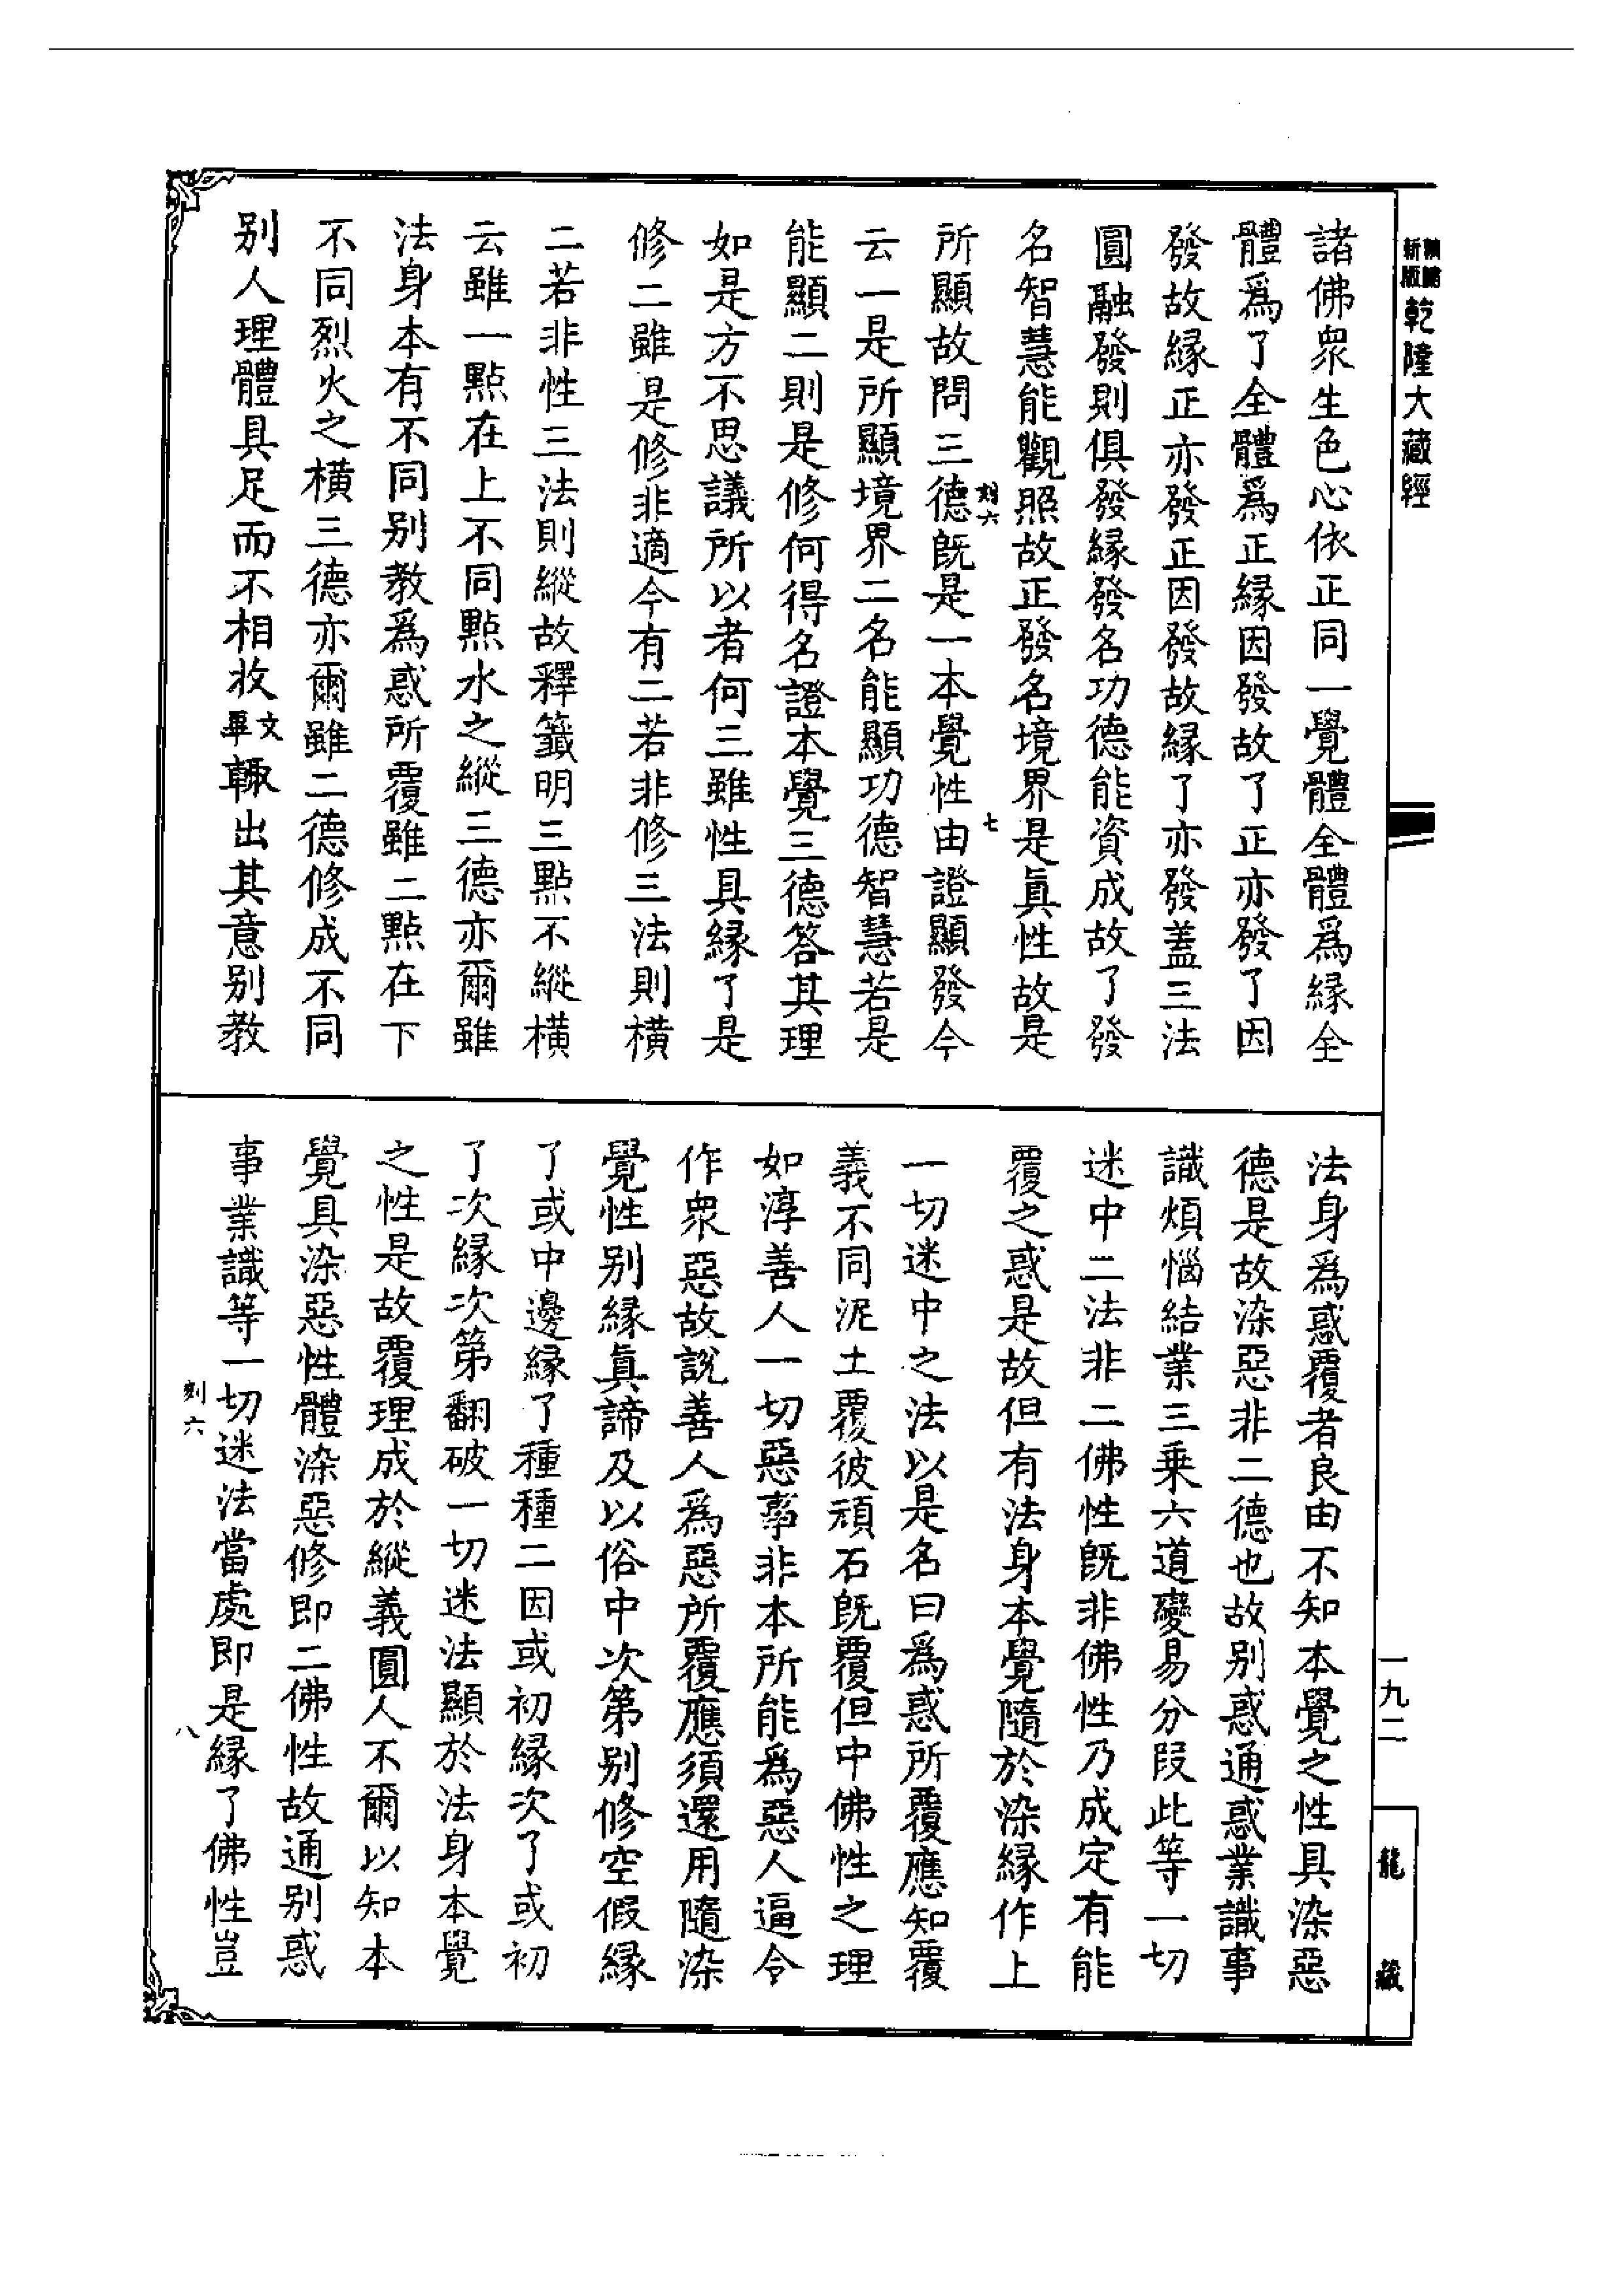 新版
乾隆大藏經
諸佛衆生色心依正同一覺體全體爲緣全
體爲了全體爲正緣因發故了正亦發了因
發故緣正亦發正因發故緣了亦發蓋三法
圓融發則俱發緣發名功德能資成故了發
名智慧能觀照故正發名境界是眞性故是
刻六
七
所顯故問三德旣是一本覺性由證顯發今
云一是所顯境界二名能顯功德智慧若是
能顯二則是修何得名證本覺三德答其理
如是方不思議所以者何三雖性具緣了是
修二雖是修非適今有二若非修三法則橫
二若非性三法則縱故釋籤明三點不縱橫
云雖一點在上不同點水之縱三德亦爾雖
法身本有不同別教爲惑所覆雖二點在下
不同烈火之橫三德亦爾雖二德修成不同
別人理體具足而不相收文畢輙出其意別教
法身爲惑覆者良由不知本覺之性具染惡
德是故染惡非二德也故別惑通惑業識事
識煩惱結業三乗六道變易分段此等一切
迷中二法非二佛性旣非佛性乃成定有能
覆之惑是故但有法身本覺隨於染緣作上
一切迷中之法以是名曰爲惑所覆應知覆
義不同泥土覆彼頑石旣覆但中佛性之理
如淳善人一切惡事非本所能爲惡人逼令
作衆惡故說善人爲惡所覆應須還用隨染
覺性別緣眞諦及以俗中次第別修空假緣
了或中邊緣了種種二因或初緣次了或初
了次緣次第翻破一切迷法顯於法身本覺
之性是故覆理成於縱義圓人不爾以知本
覺具染惡性體染惡修即二佛性故通別惑
事業識等一切迷法當處即是緣了佛性豈
刻六
八
一九二
龍藏